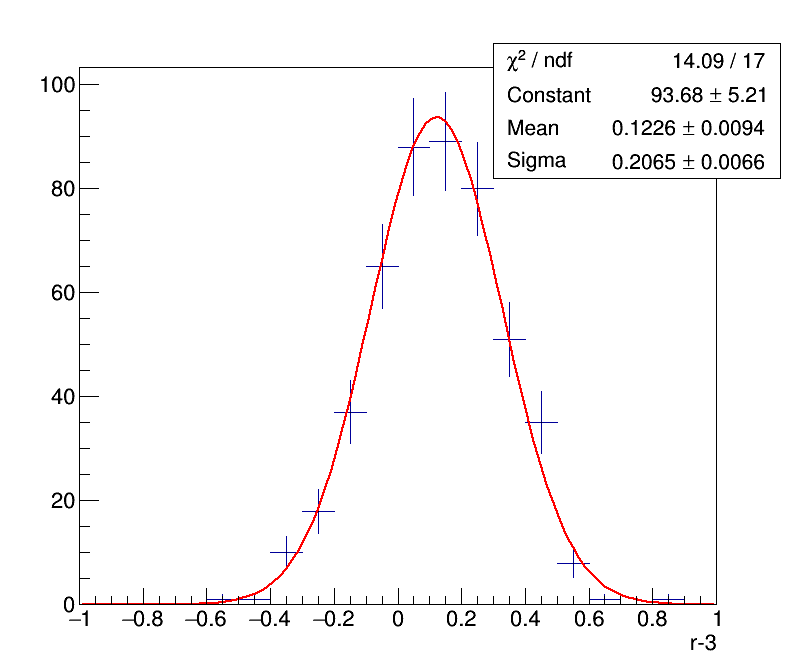 χ² / ndf 14.09 / 17
Constant 93.68 ± 5.21
Mean 0.1226 ± 0.0094
Sigma 0.2065 ± 0.0066
100
80
60
40
20
0
−1 −0.8 −0.6 −0.4 −0.2 0 0.2 0.4 0.6 0.8 1
r-3